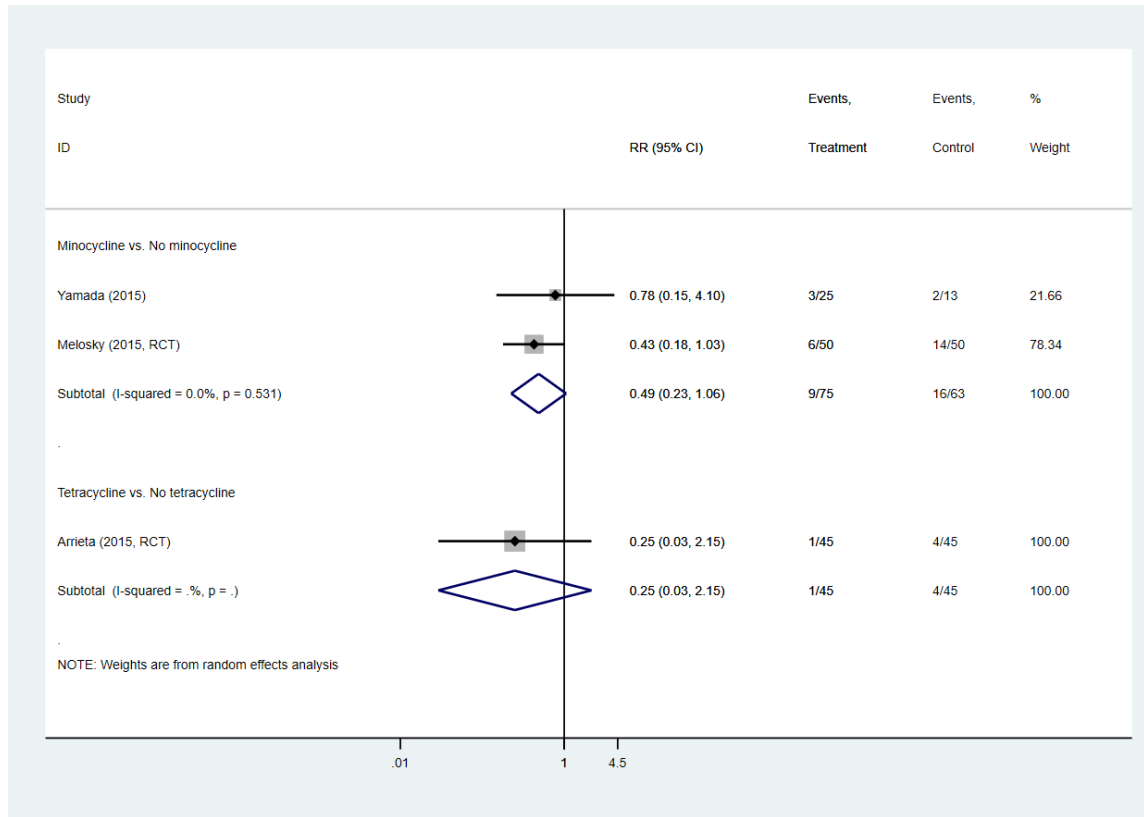 Study Events, Events, %
ID RR (95% CI) Treatment Control Weight
Minocycline vs. No minocycline
Yamada (2015) 0.78 (0.15, 4.10) 3/25 2/13 21.66
Melosky (2015, RCT) 0.43 (0.18, 1.03) 6/50 14/50 78.34
Subtotal (I-squared = 0.0%, p = 0.531) 0.49 (0.23, 1.06) 9/75 16/63 100.00
.
Tetracycline vs. No tetracycline
Arrieta (2015, RCT) 0.25 (0.03, 2.15) 1/45 4/45 100.00
Subtotal (I-squared = .%, p = .) 0.25 (0.03, 2.15) 1/45 4/45 100.00
.
NOTE: Weights are from random effects analysis
.01 1 4.5